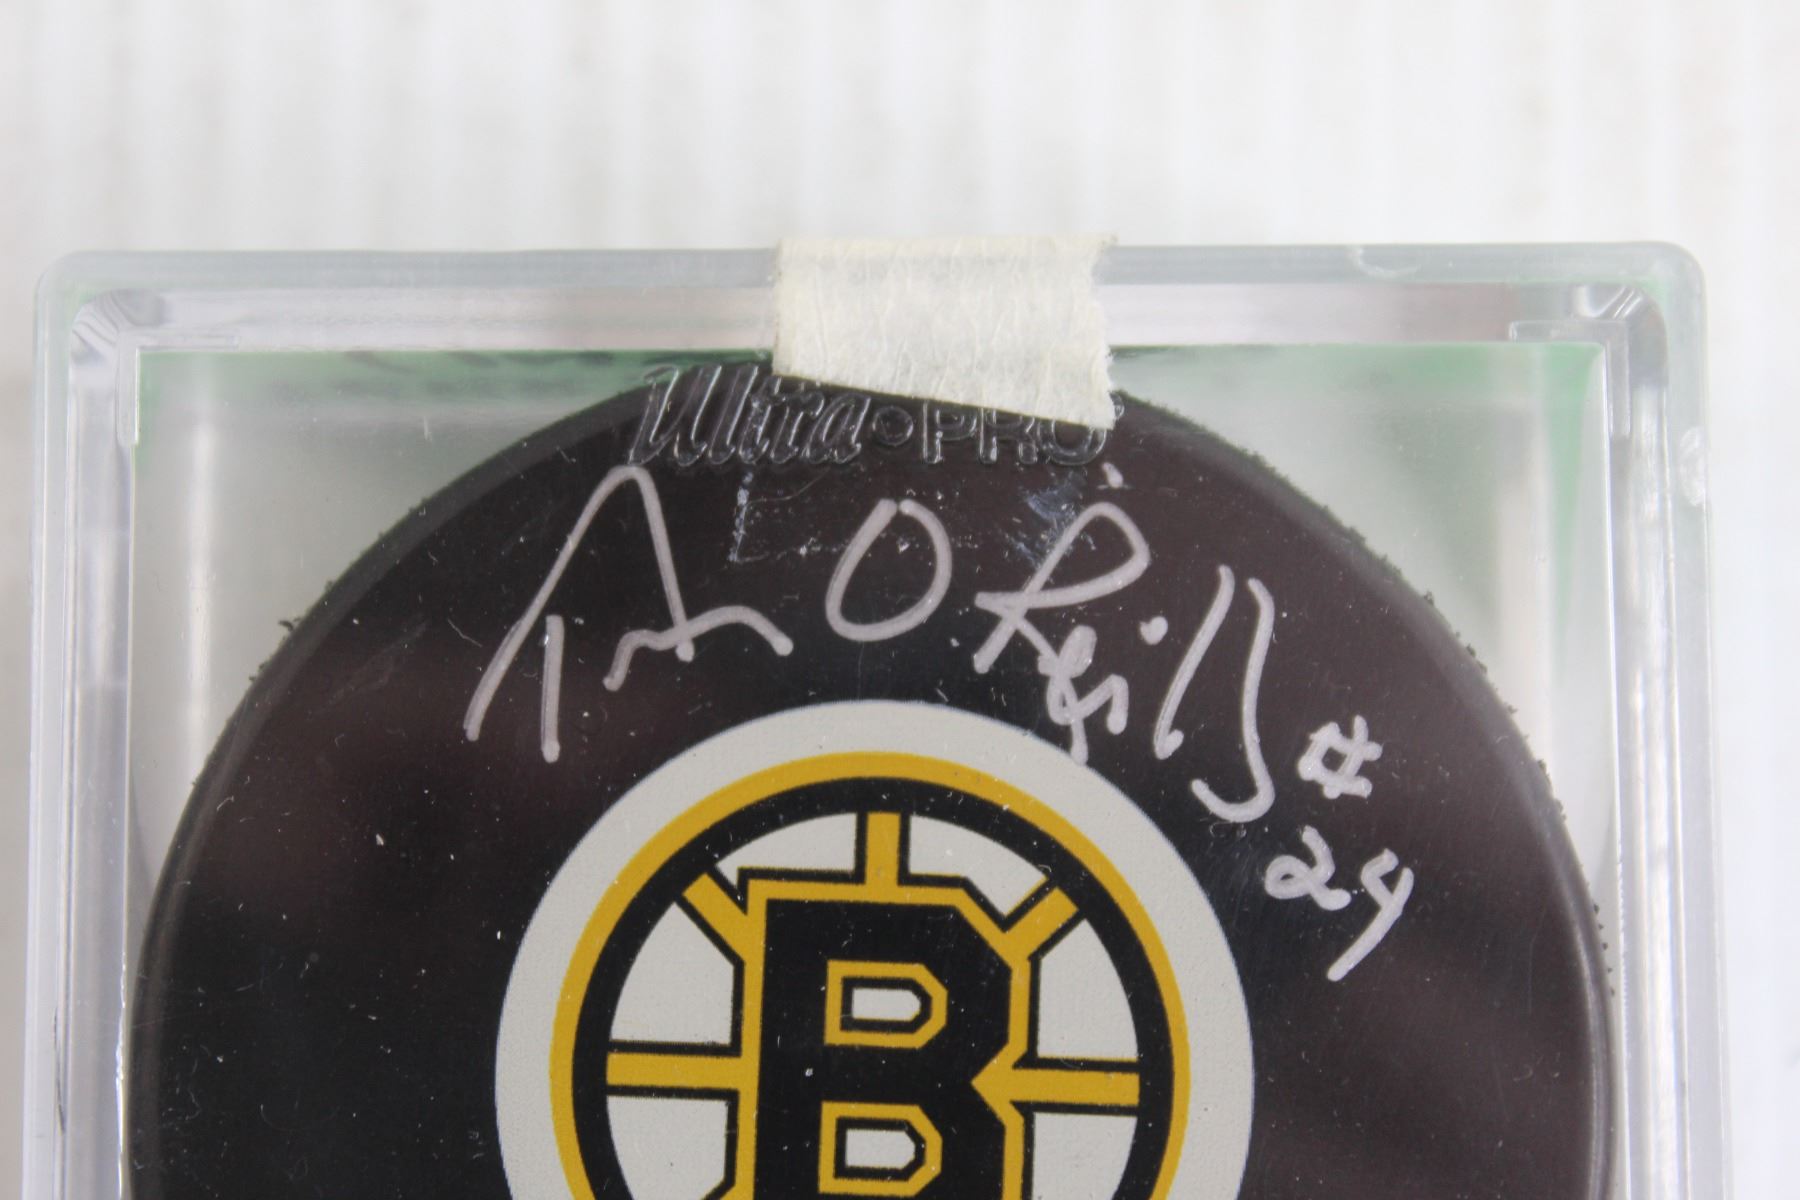 Ultra•PRO
Terry O'Reilly #
24
B